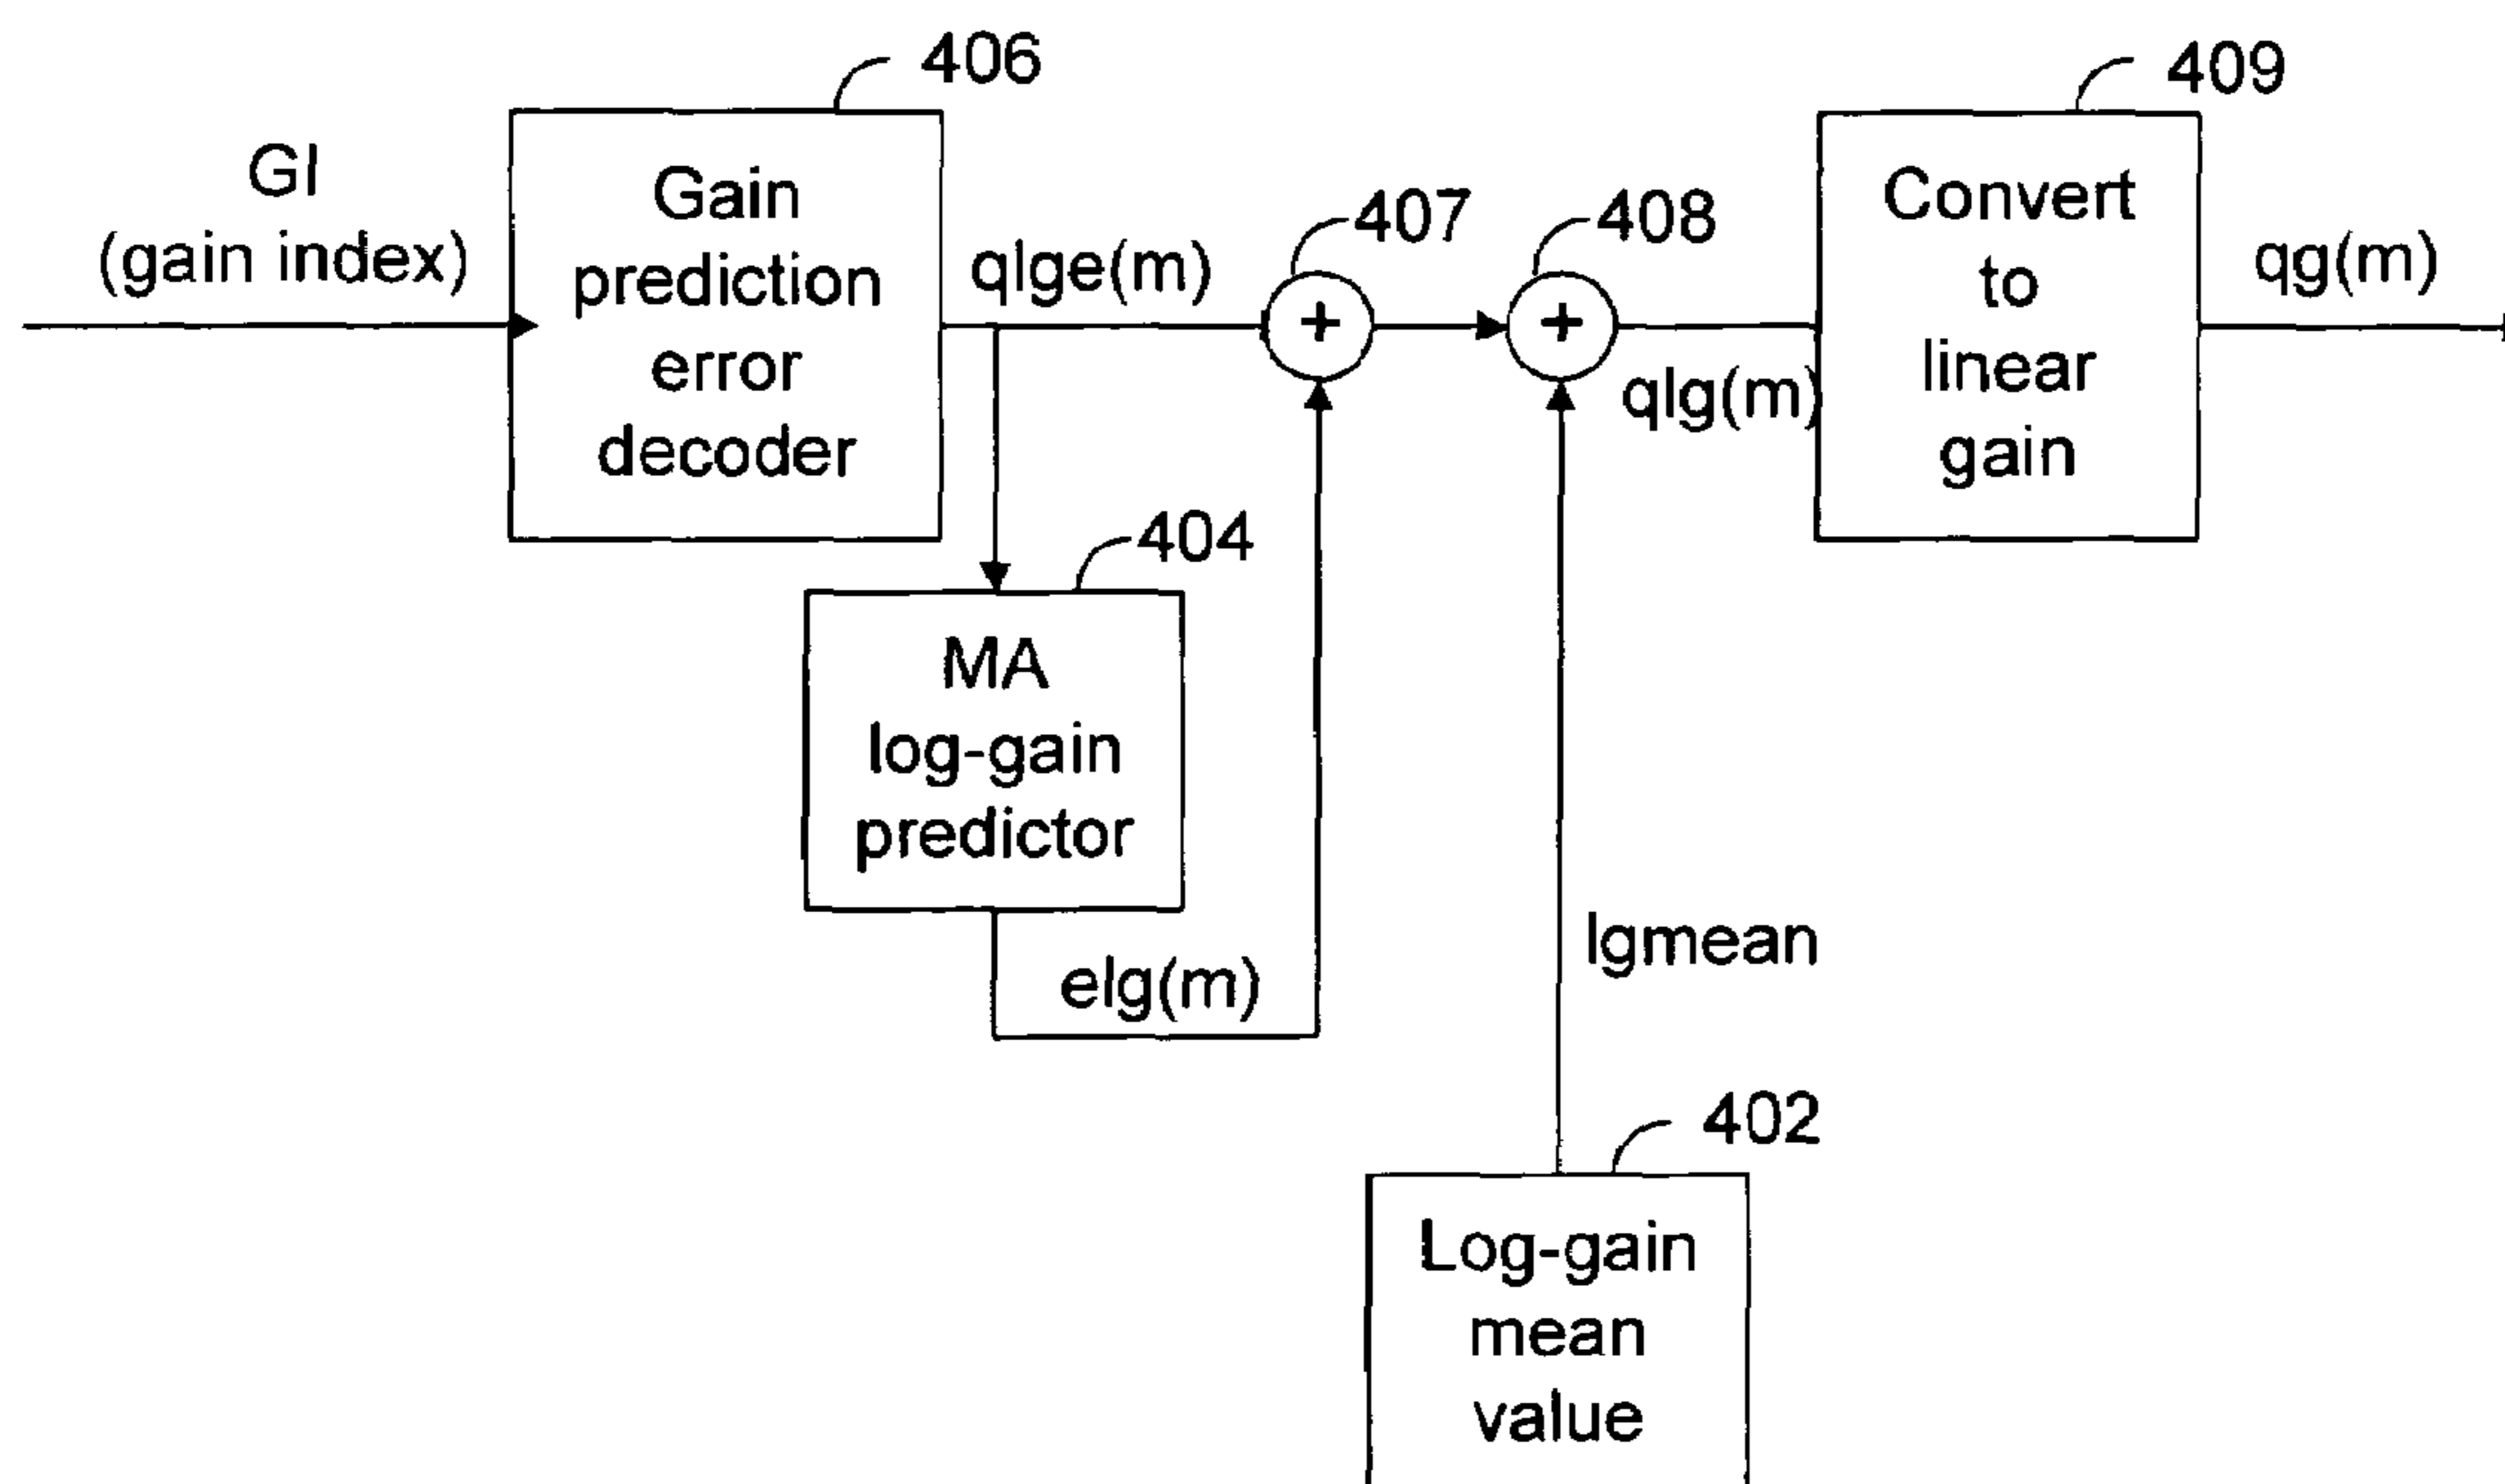 406
409
GI
(gain index)
Gain
prediction
error
decoder
qlge(m)
407
+
408
+
qlg(m)
Convert
to
linear
gain
qg(m)
404
MA
log-gain
predictor
elg(m)
lgmean
402
Log-gain
mean
value